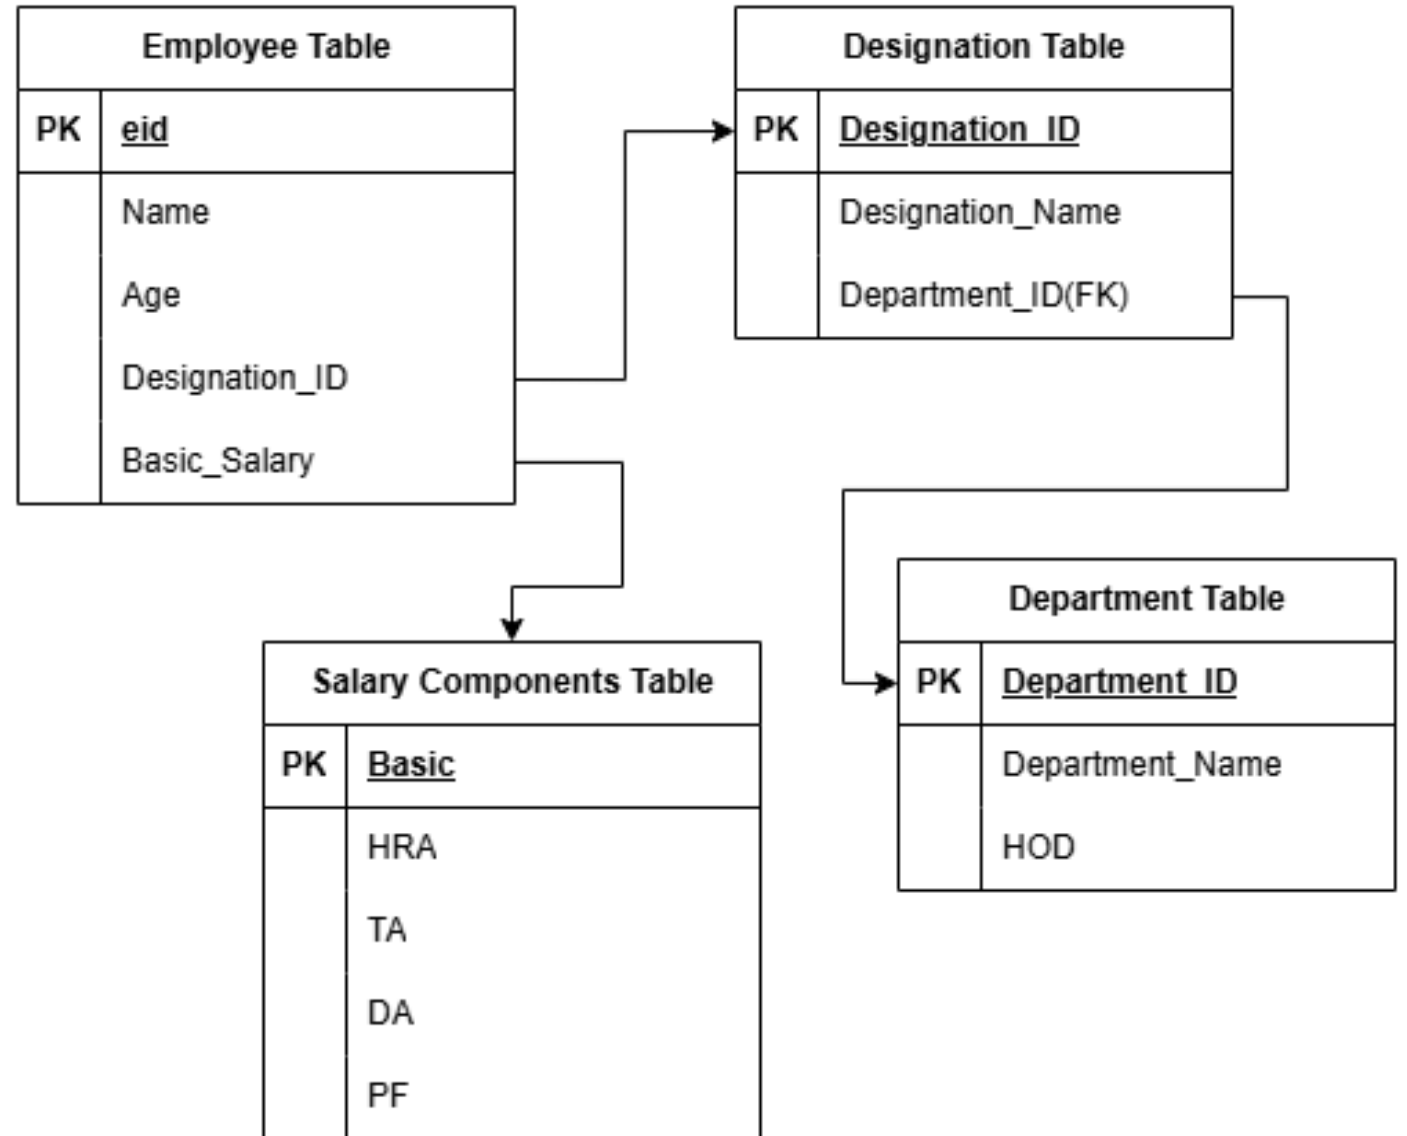 Employee Table
PK eid
Name
Age
Designation_ID
Basic_Salary
Designation Table
PK Designation_ID
Designation_Name
Department_ID(FK)
Salary Components Table
PK Basic
HRA
TA
DA
PF
Department Table
PK Department_ID
Department_Name
HOD